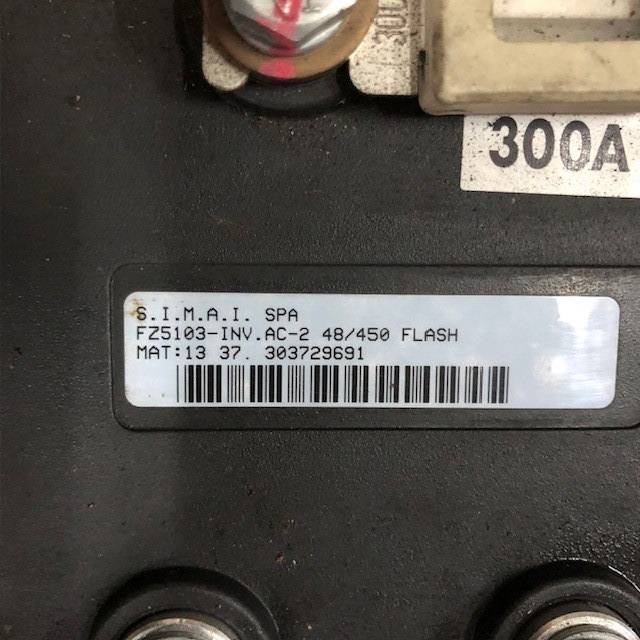 300A
S.I.M.A.I. SPA
FZ5103-INV.AC-2 48/450 FLASH
MAT:13 37. 303729691